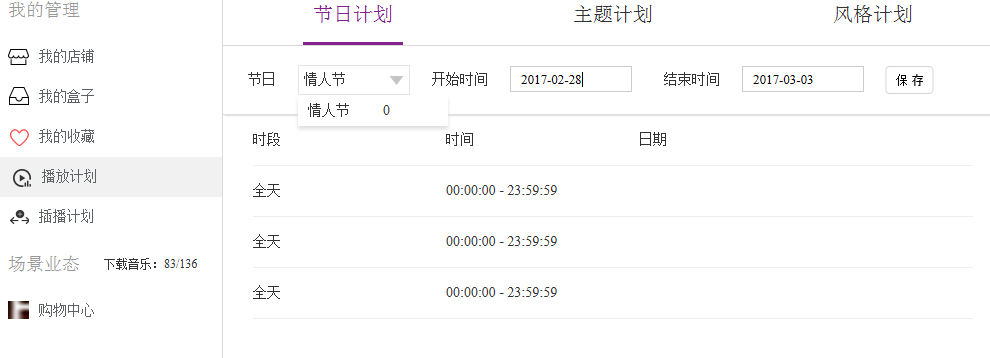 我的管理
我的店铺
我的盒子
我的收藏
播放计划
插播计划
场景业态 下载音乐：83/136
购物中心
节日计划 主题计划 风格计划
节日 情人节 开始时间 2017-02-28 结束时间 2017-03-03 保 存
情人节 0
时段 时间 日期
全天 00:00:00 - 23:59:59
全天 00:00:00 - 23:59:59
全天 00:00:00 - 23:59:59